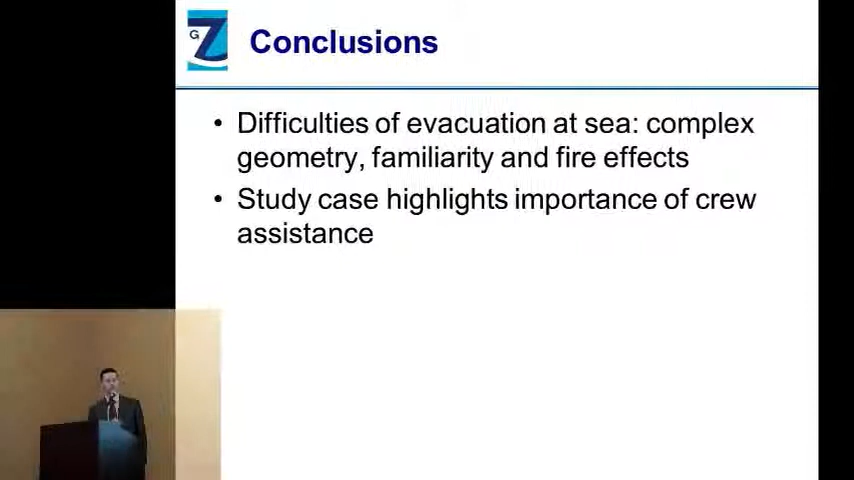 GZ
Conclusions
• Difficulties of evacuation at sea: complex
geometry, familiarity and fire effects
• Study case highlights importance of crew
assistance